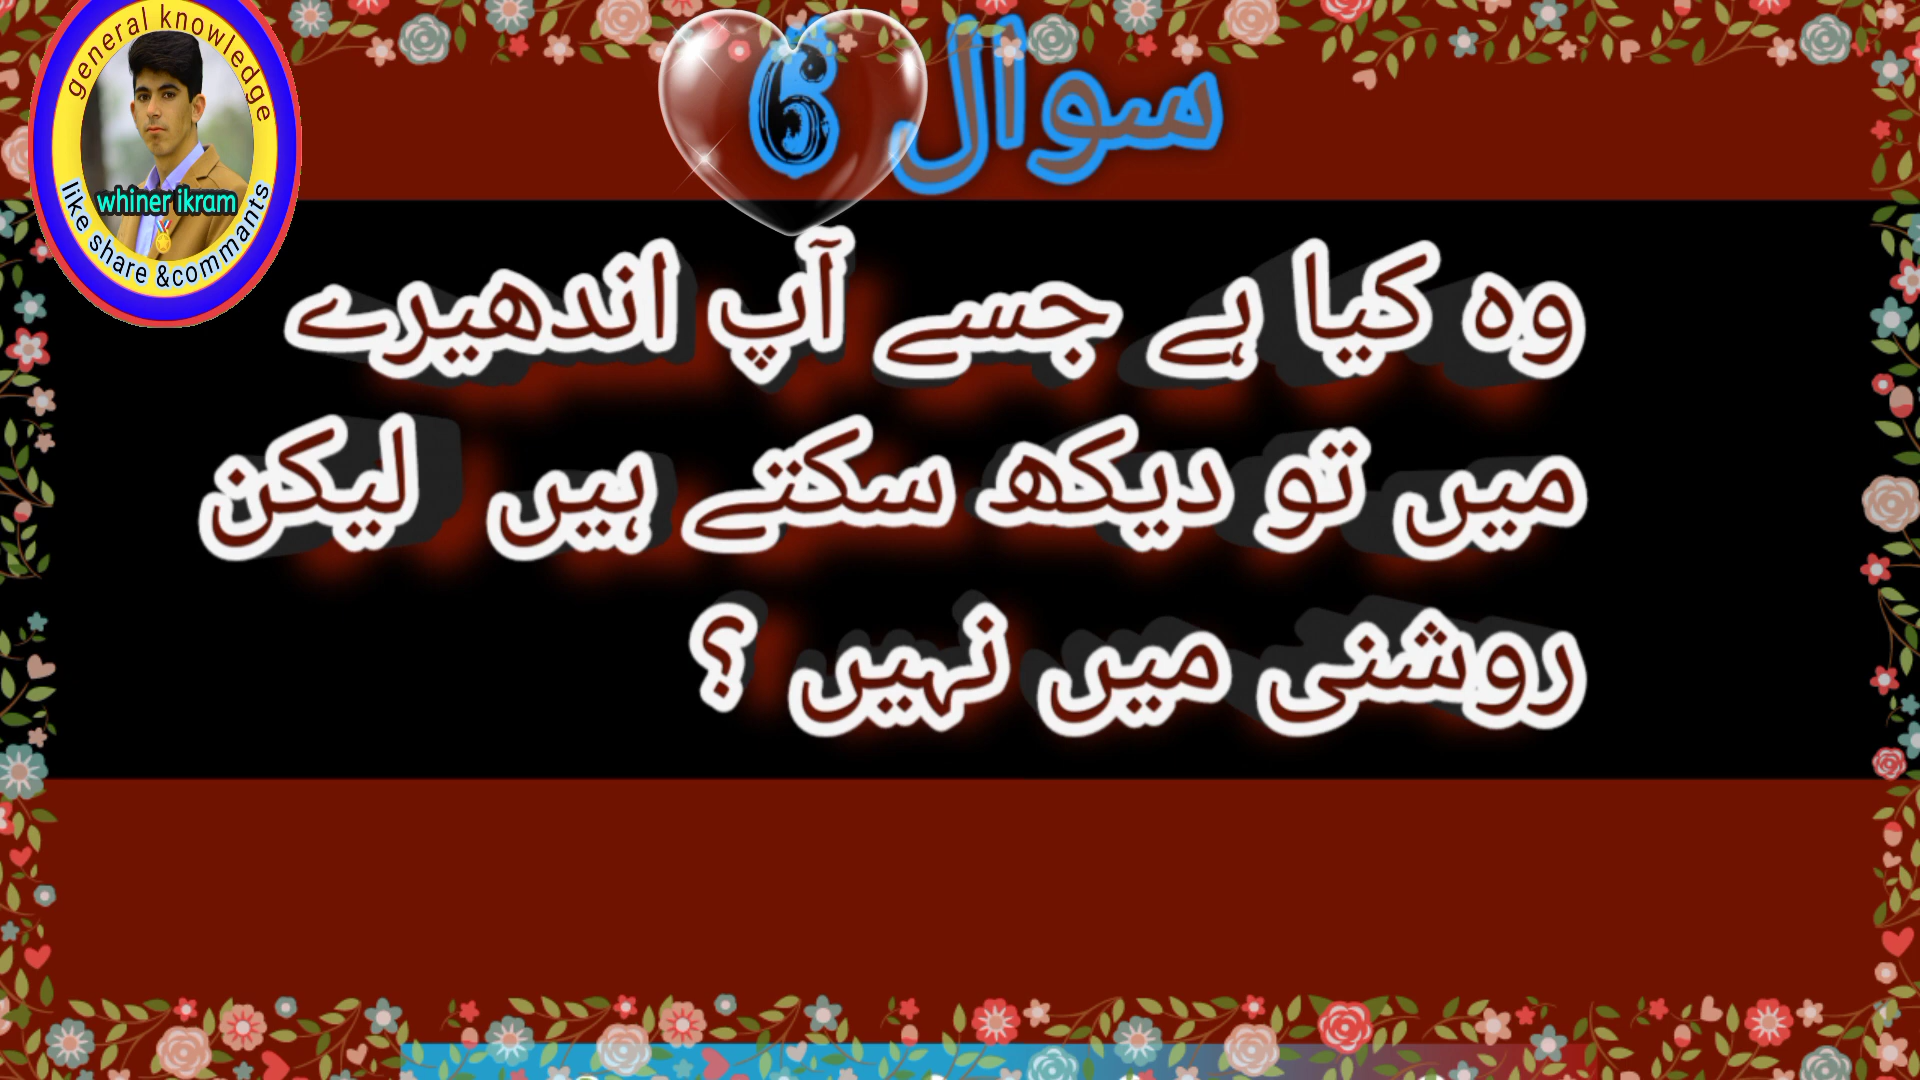 general knowledge
whiner ikram
like share &commants
سوال 6
وہ کیا ہے جسے آپ اندھیرے
میں تو دیکھ سکتے ہیں لیکن
روشنی میں نہیں ؟